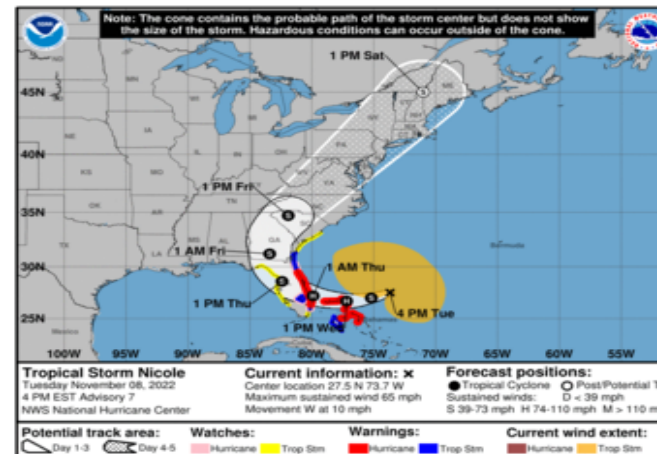 Note: The cone contains the probable path of the storm center but does not show
the size of the storm. Hazardous conditions can occur outside of the cone.
1 PM Sat
45N
40N
1 PM Fri
35N
1 AM Fri
30N
Bermuda
1 AM Thu
1 PM Thu
4 PM Tue
25N
1 PM Wed
Mexico
100W 95W 90W 85W 80W 75W 70W 65W 60W 55W
Tropical Storm Nicole
Tuesday November 08, 2022
4 PM EST Advisory 7
NWS National Hurricane Center
Current information: x
Center location 27.5 N 73.7 W
Maximum sustained wind 65 mph
Movement W at 10 mph
Forecast positions:
Tropical Cyclone Post/Potential T
Sustained winds: D < 39 mph
S 39-73 mph H 74-110 mph M > 110 m
Potential track area:
Day 1-3 Day 4-5
Watches:
Hurricane Trop Stm
Warnings:
Hurricane Trop Stm
Current wind extent:
Hurricane Trop Stm